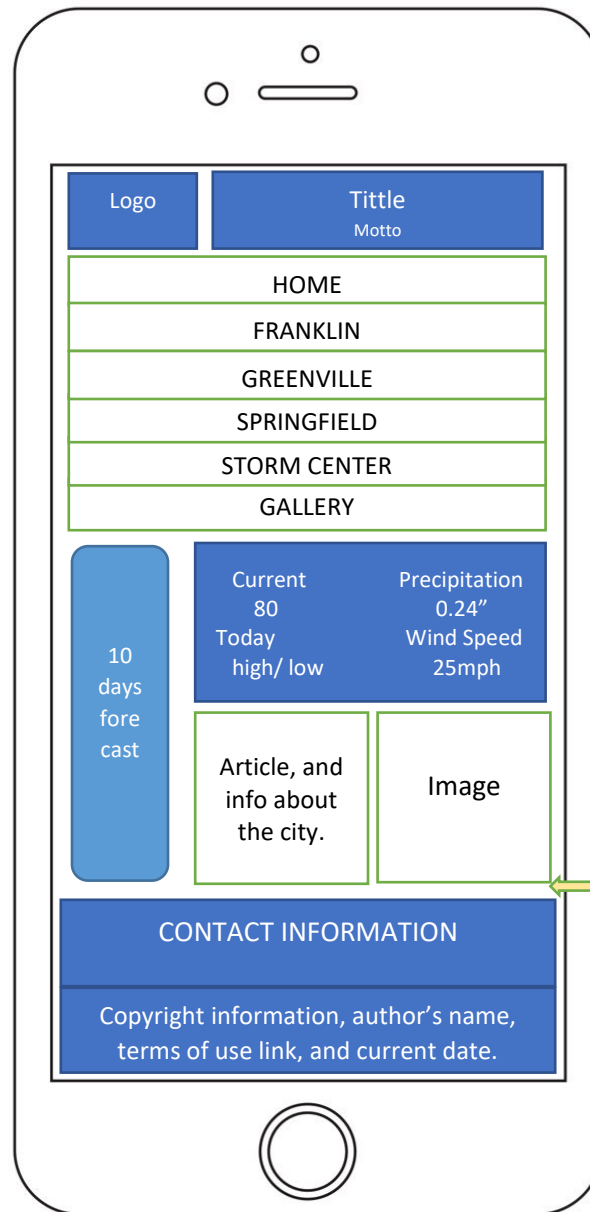 Logo
Tittle
Motto
HOME
FRANKLIN
GREENVILLE
SPRINGFIELD
STORM CENTER
GALLERY
10
days
fore
cast
Current
80
Today
high/ low
Precipitation
0.24”
Wind Speed
25mph
Article, and
info about
the city.
Image
CONTACT INFORMATION
Copyright information, author’s name,
terms of use link, and current date.